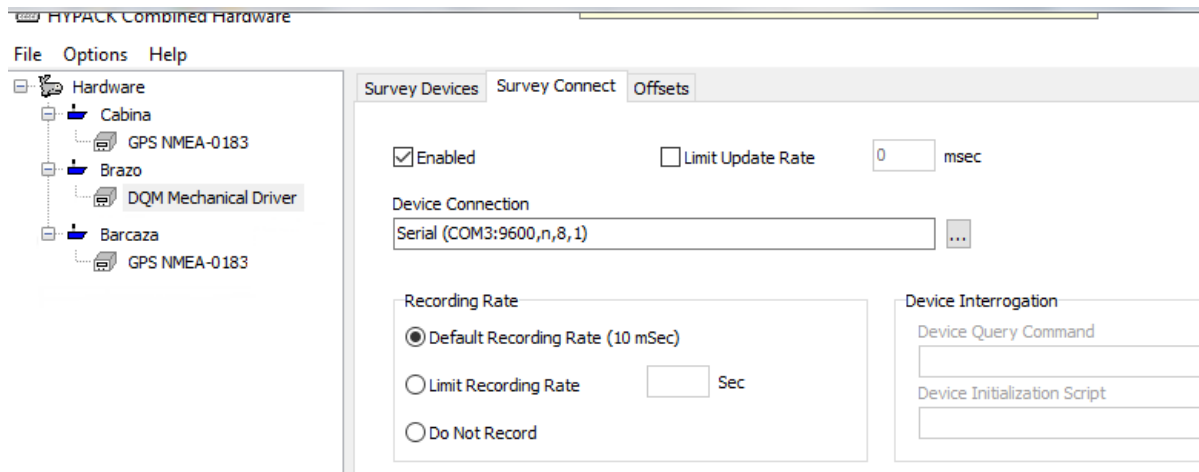 HYPACK Combined Hardware
File Options Help
Hardware
Cabina
GPS NMEA-0183
Brazo
DQM Mechanical Driver
Barcaza
GPS NMEA-0183
Survey Devices Survey Connect Offsets
Enabled Limit Update Rate 0 msec
Device Connection
Serial (COM3:9600,n,8,1) ...
Recording Rate
Default Recording Rate (10 mSec)
Limit Recording Rate Sec
Do Not Record
Device Interrogation
Device Query Command
Device Initialization Script